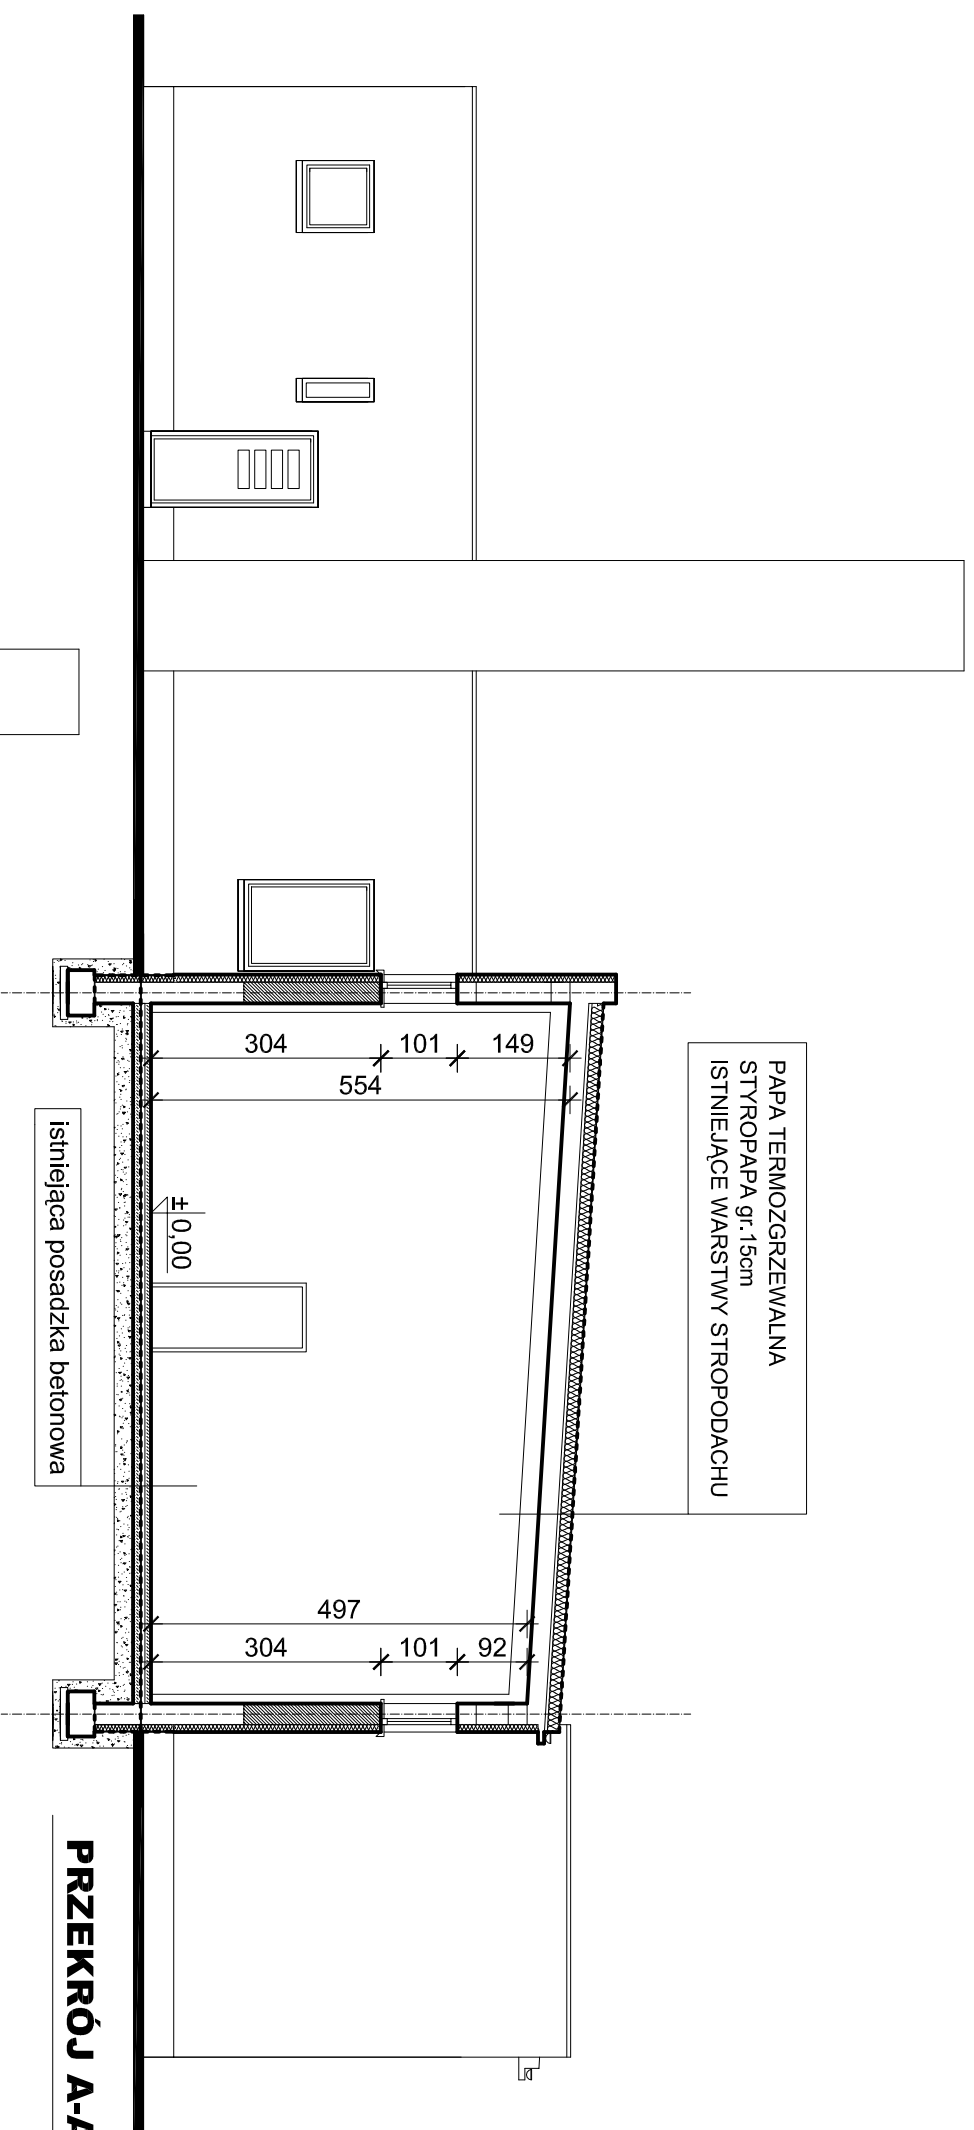 PAPA TERMOZGRZEWALNA
STYROPAPA gr.15cm
ISTNIEJĄCE WARSTWY STROPODACHU
304
101
149
554
± 0,00
497
304
101
92
istniejąca posadzka betonowa
PRZEKRÓJ A-A